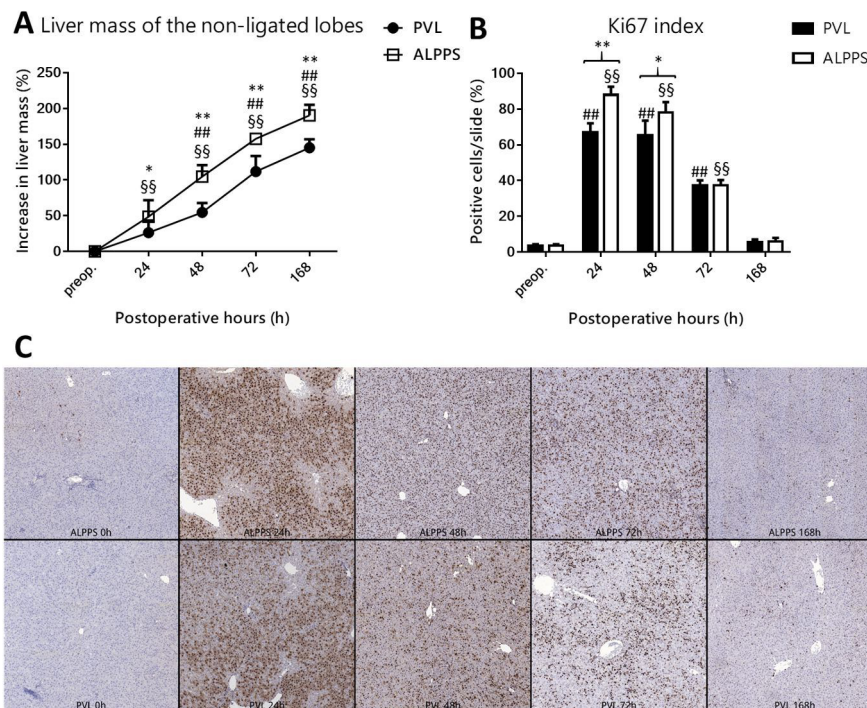 A Liver mass of the non-ligated lobes
PVL
ALPPS
Increase in liver mass (%)
250
200
150
100
50
0
*
§§
**
##
§§
**
##
§§
**
##
§§
preop.
24
48
72
168
Postoperative hours (h)
B
Ki67 index
PVL
ALPPS
Positive cells/slide (%)
100
80
60
40
20
0
**
##
§§
*
##
§§
##
§§
preop.
24
48
72
168
Postoperative hours (h)
C
ALPPS 0h
ALPPS 24h
ALPPS 48h
ALPPS 72h
ALPPS 168h
PVL 0h
PVL 24h
PVL 48h
PVL 72h
PVL 168h